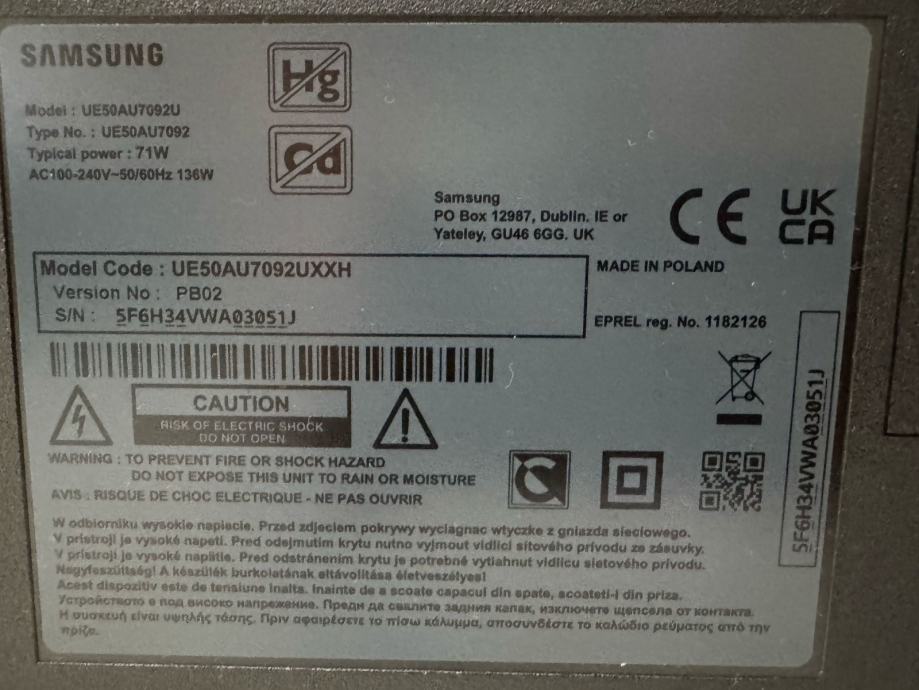 SAMSUNG
Hg
Cd
Model : UE50AU7092U
Type No. : UE50AU7092
Typical power : 71W
AC100-240V~50/60Hz 136W
Samsung
PO Box 12987, Dublin. IE or
Yateley, GU46 6GG. UK
CE
UK
CA
Model Code : UE50AU7092UXXH
Version No : PB02
S/N : 5F6H34VWA03051J
MADE IN POLAND
EPREL reg. No. 1182126
5F6H34VWA03051J
CAUTION
RISK OF ELECTRIC SHOCK
DO NOT OPEN
WARNING : TO PREVENT FIRE OR SHOCK HAZARD
DO NOT EXPOSE THIS UNIT TO RAIN OR MOISTURE
AVIS : RISQUE DE CHOC ELECTRIQUE - NE PAS OUVRIR
W odbiorniku wysokie napiecie. Przed zdjeciem pokrywy wyciagnac wtyczke z gniazda sieciowego.
V prístroji je vysoké napetí. Pred odejmutim krytu nutno vyjmout vidlici sítového prívodu ze zásuvky.
V prístroji je vysoké napätie. Pred odstránením krytu je potrebné vytiahnut vidlicu sietového prívodu.
Nagyfeszültség! A készülék burkolatának eltávolítása életveszélyes!
Acest dispozitiv este de tensiune inalta. Inainte de a scoate capacul din spate, scoateti-l din priza.
Устройството е под високо напрежение. Преди да свалите задния капак, изключете щепсела от контакта.
Η συσκευή είναι υψηλής τάσης. Πριν αφαιρέσετε το πίσω κάλυμμα, αποσυνδέστε το καλώδιο ρεύματος από την
πρίζα.